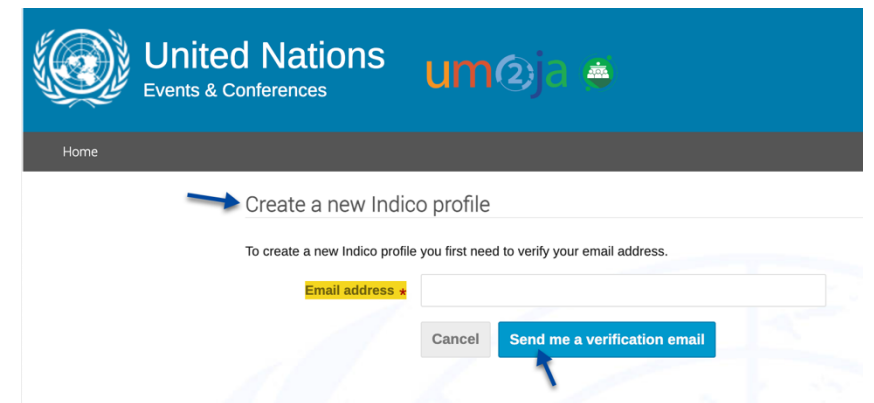 United Nations
Events & Conferences
um2ja
Home
Create a new Indico profile
To create a new Indico profile you first need to verify your email address.
Email address *
Cancel
Send me a verification email